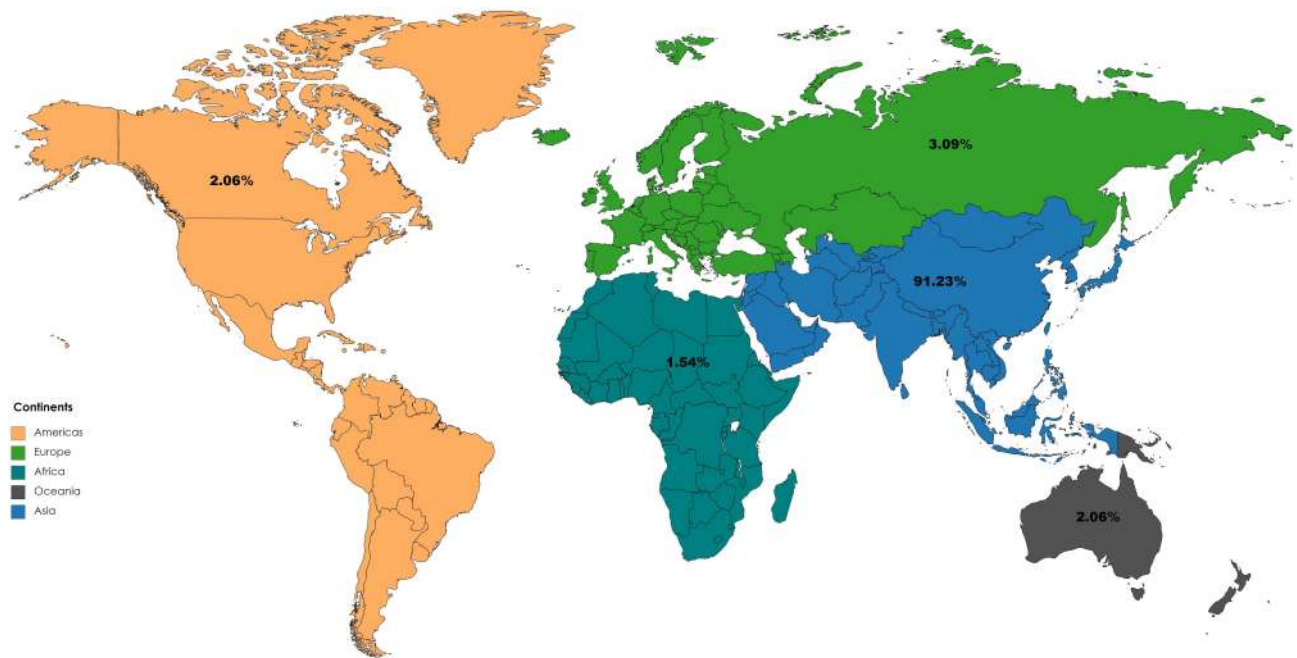 3.09%
2.06%
91.23%
1.54%
Continents
Americas
Europe
Africa
Oceania
Asia
2.06%